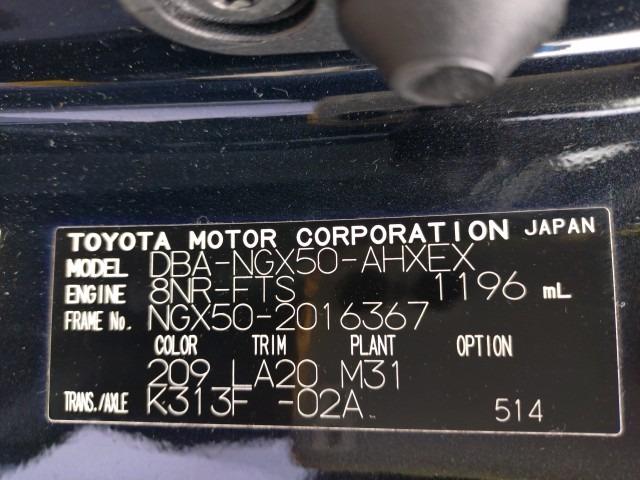 TOYOTA MOTOR CORPORATION JAPAN
MODEL DBA-NGX50-AHXEX
ENGINE 8NR-FTS 1196 mL
FRAME No. NGX50-2016367
COLOR TRIM PLANT OPTION
209 LA20 M31
TRANS./AXLE K313F -02A 514